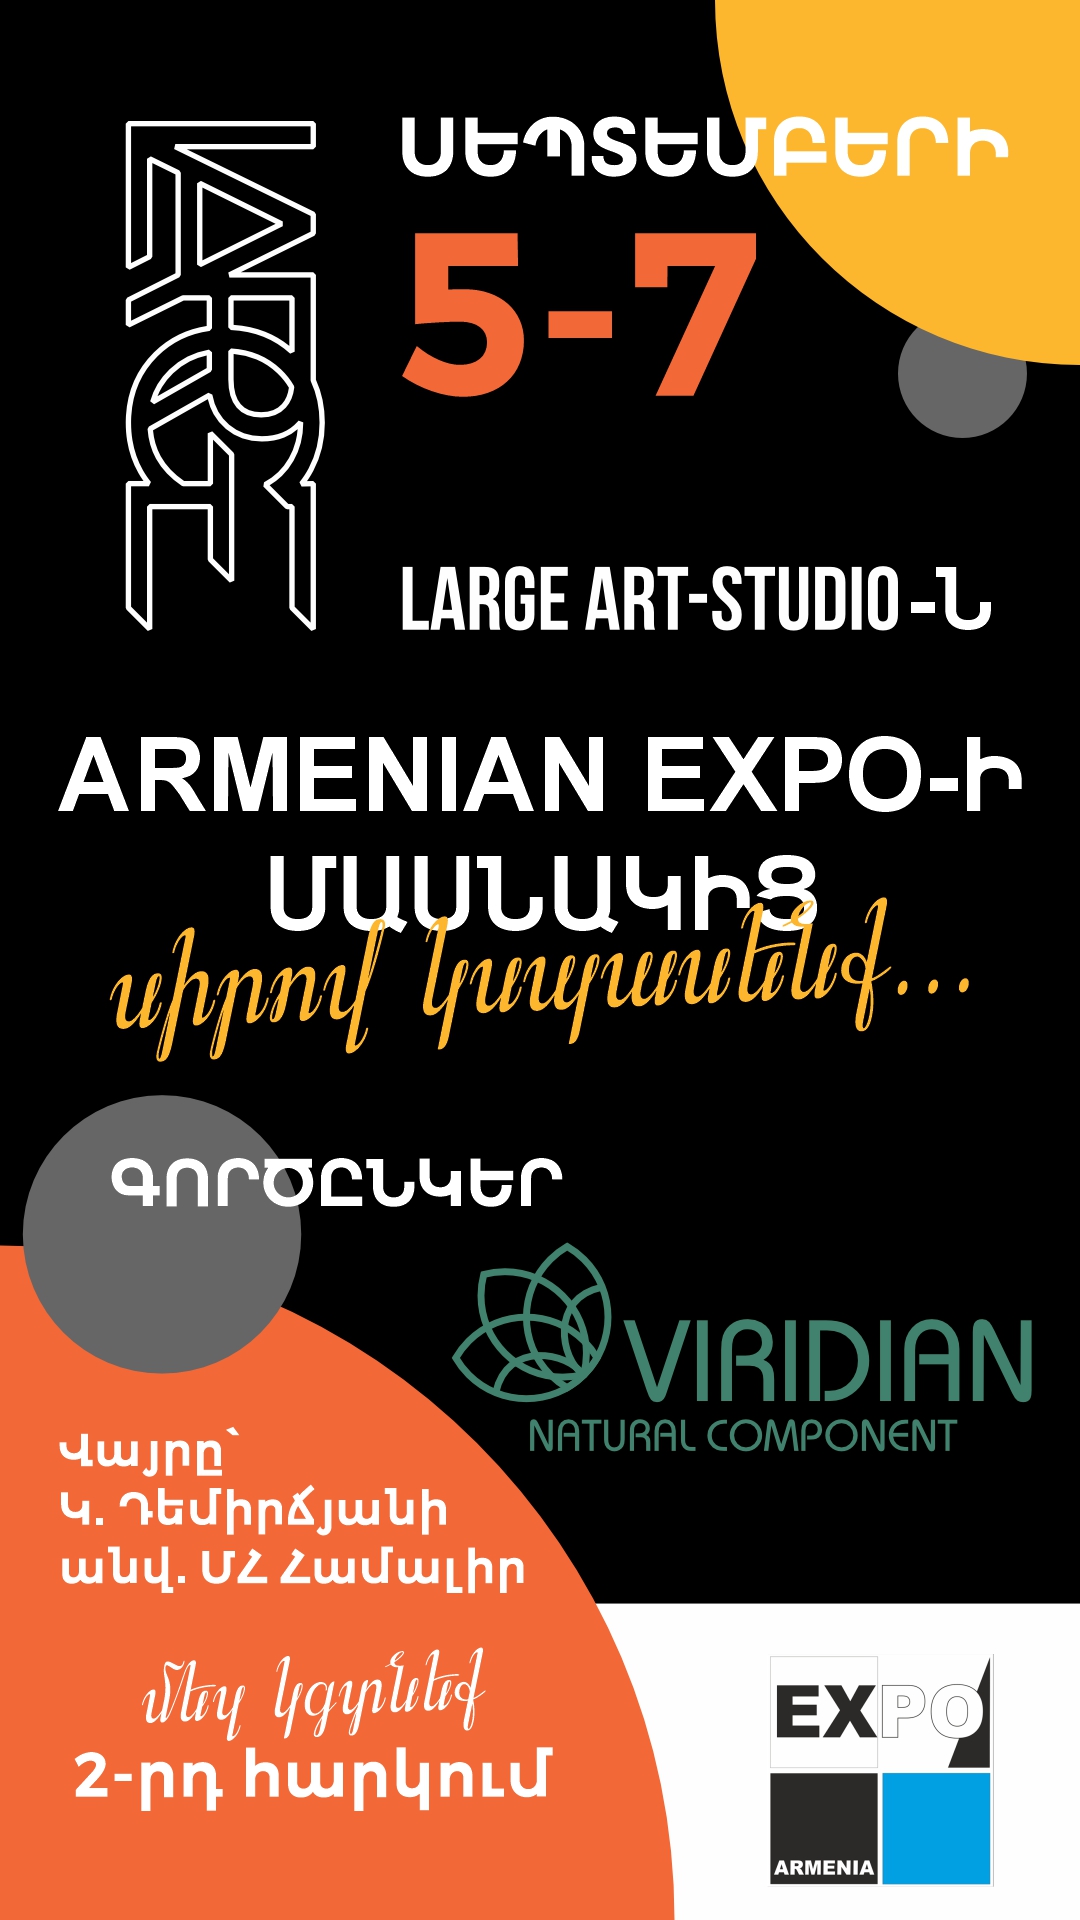 LARGE
ՍԵՊՏԵՄԲԵՐԻ
5-7
LARGE ART-STUDIO-Ն
ARMENIAN EXPO-Ի
ՄԱՍՆԱԿԻՑ
սիրով կսպասենք...
ԳՈՐԾԸՆԿԵՐ
VIRIDIAN
NATURAL COMPONENT
Վայրը՝
Կ. Դեմիրճյանի
անվ. ՄՀ Համալիր
մեզ կգտնեք
2-րդ հարկում
EXPO
ARMENIA